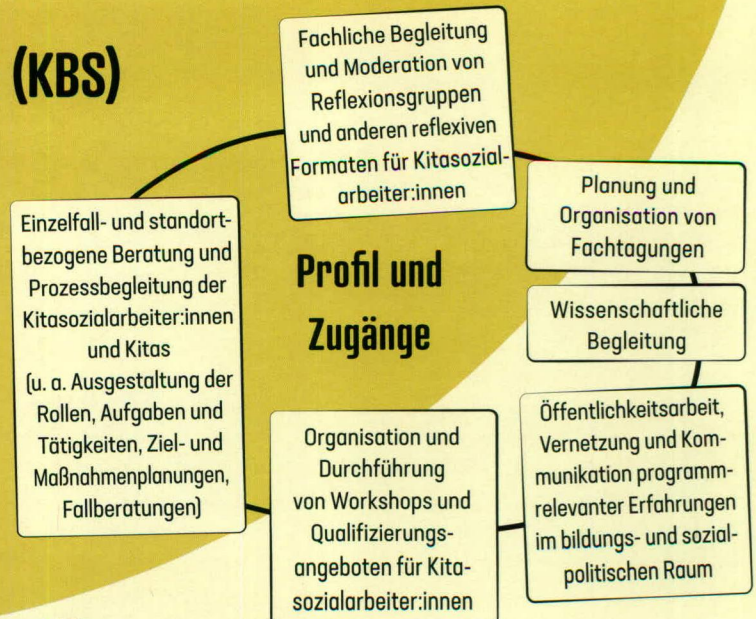 (KBS)
Fachliche Begleitung
und Moderation von
Reflexionsgruppen
und anderen reflexiven
Formaten für Kitasozial-
arbeiter:innen
Planung und
Organisation von
Fachtagungen
Wissenschaftliche
Begleitung
Öffentlichkeitsarbeit,
Vernetzung und Kom-
munikation programm-
relevanter Erfahrungen
im bildungs- und sozial-
politischen Raum
Organisation und
Durchführung
von Workshops und
Qualifizierungs-
angeboten für Kita-
sozialarbeiter:innen
Einzelfall- und standort-
bezogene Beratung und
Prozessbegleitung der
Kitasozialarbeiter:innen
und Kitas
(u. a. Ausgestaltung der
Rollen, Aufgaben und
Tätigkeiten, Ziel- und
Maßnahmenplanungen,
Fallberatungen)
Profil und
Zugänge